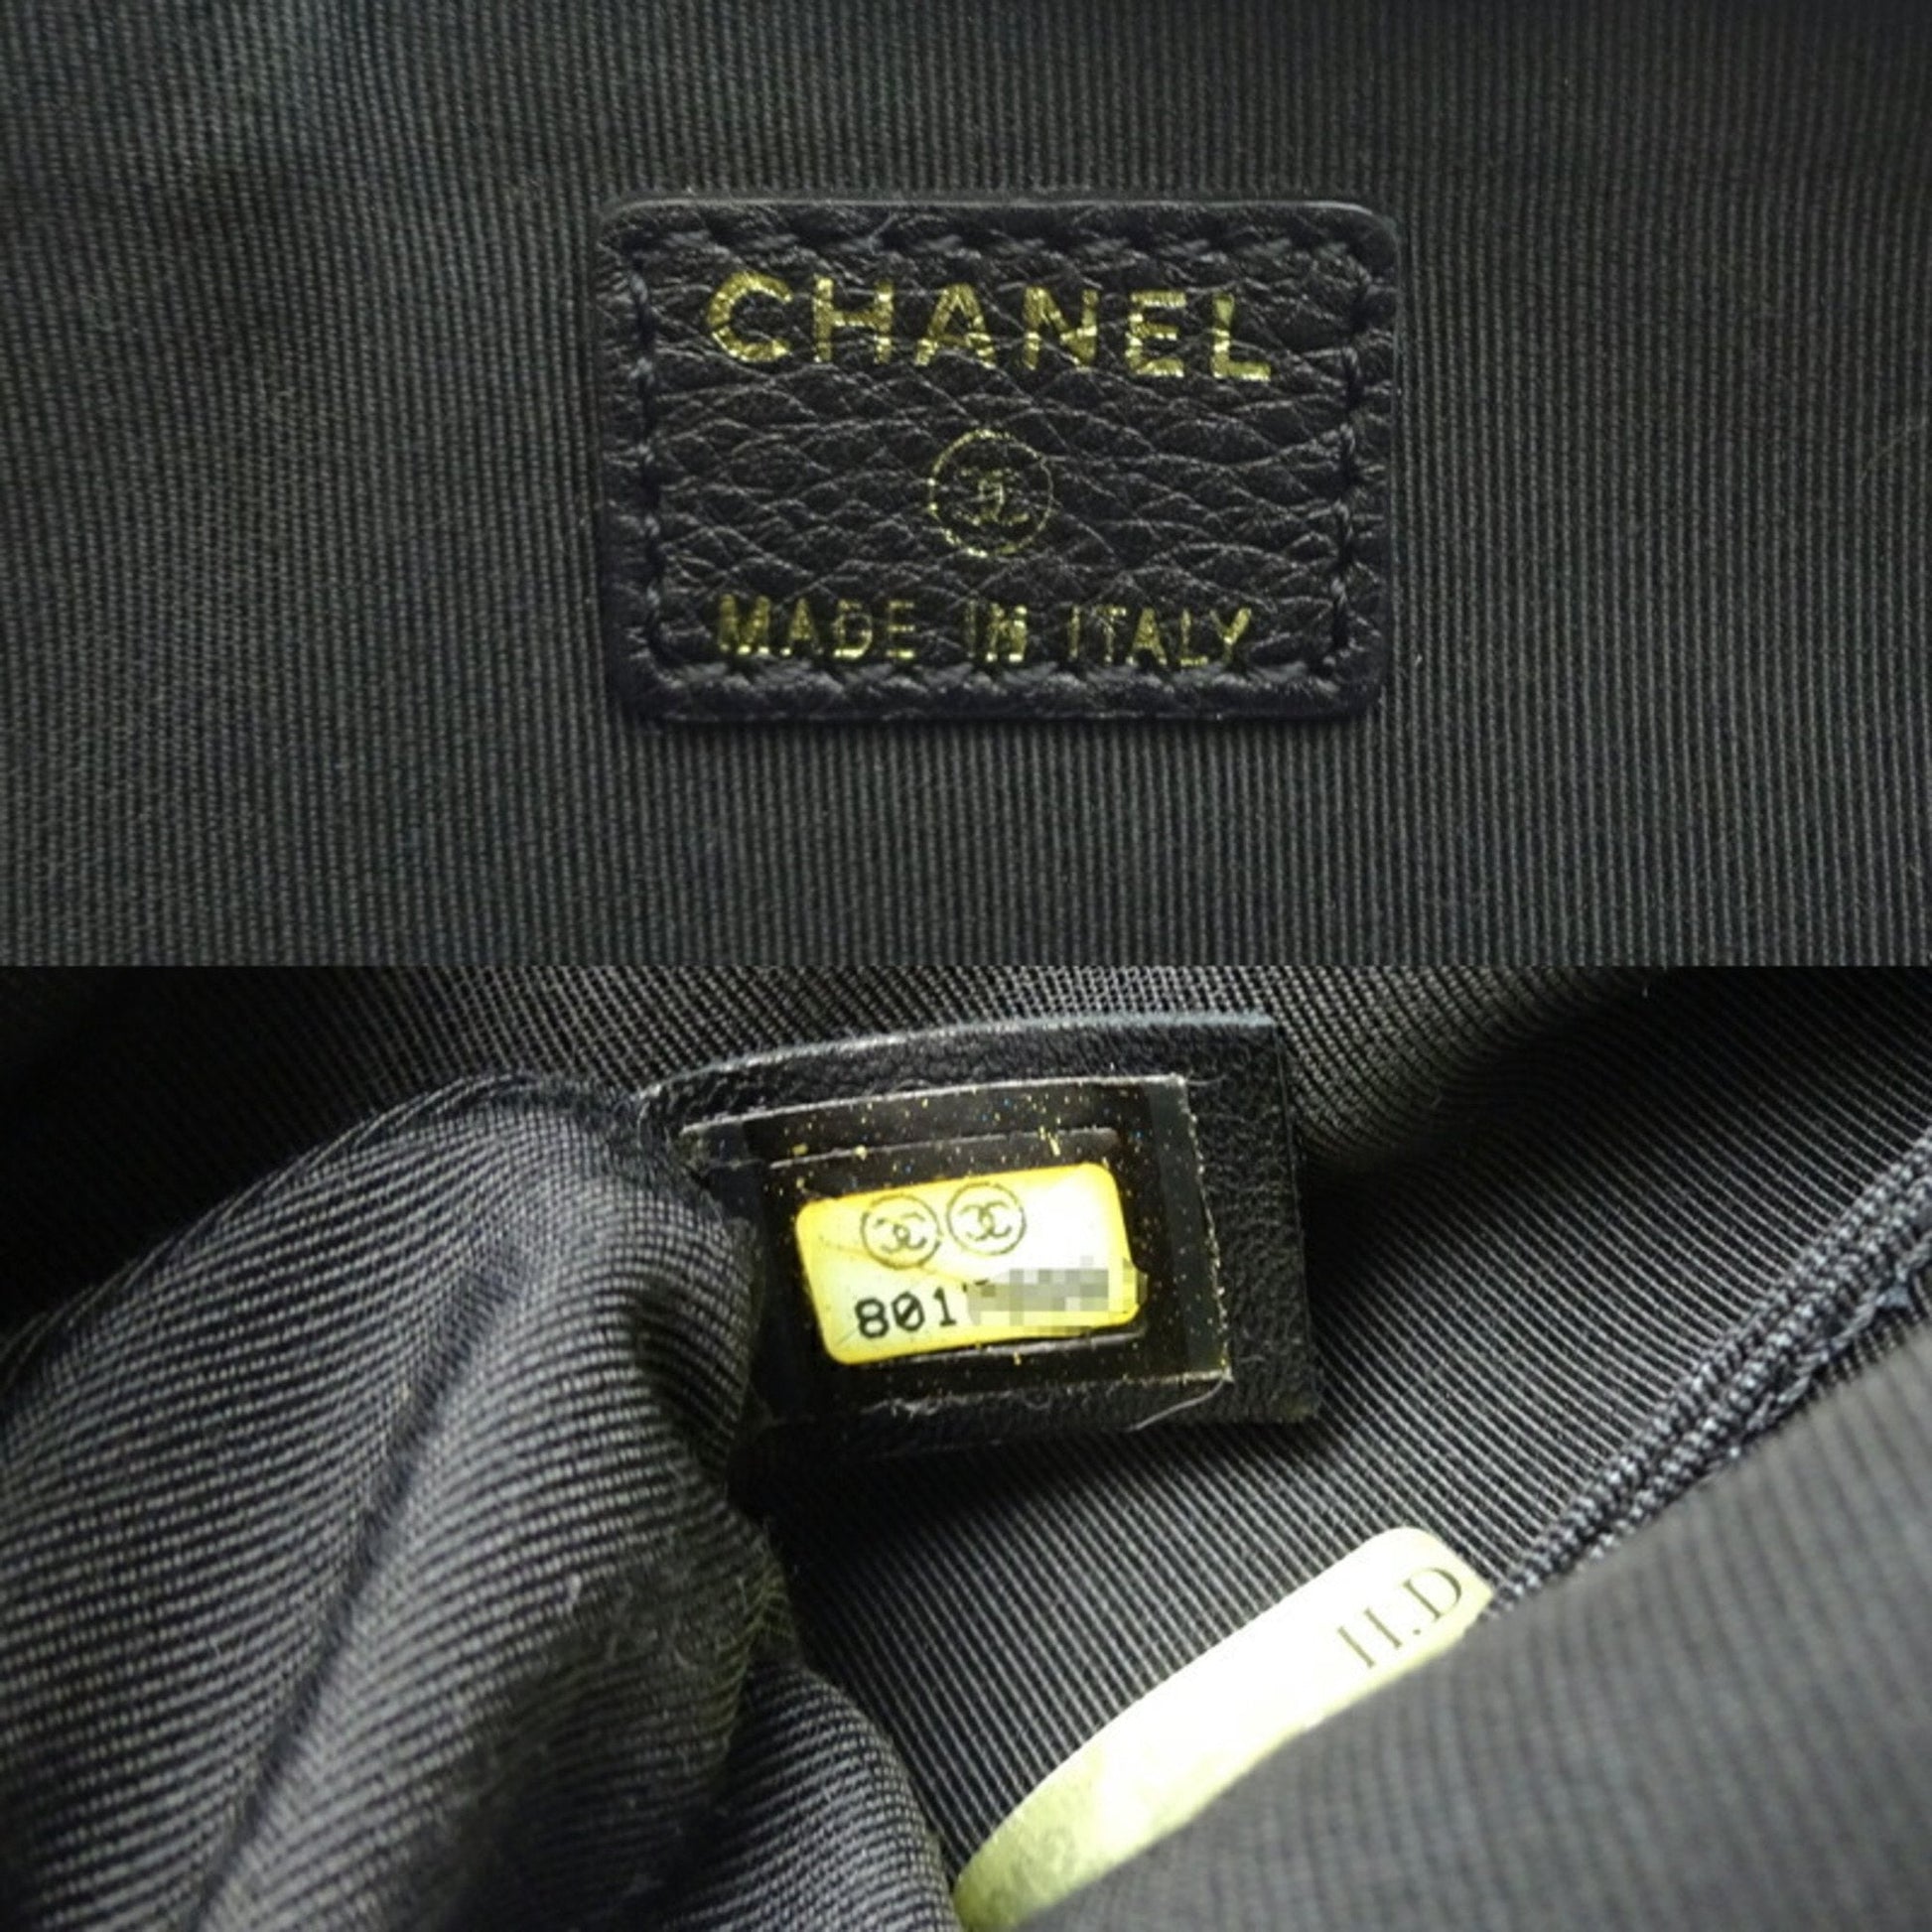 CHANEL
MADE IN ITALY
801
H.D